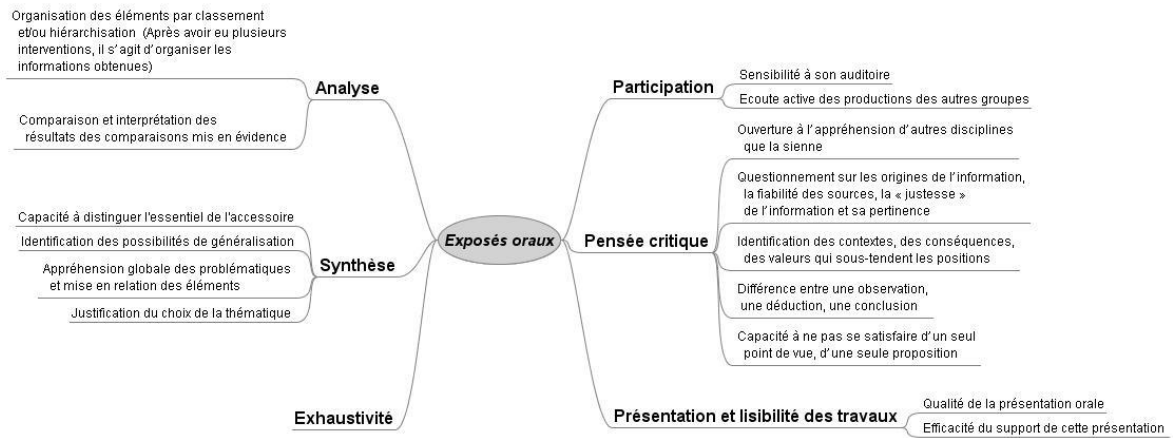 Organisation des éléments par classement
et/ou hiérarchisation (Après avoir eu plusieurs
interventions, il s'agit d'organiser les
informations obtenues)
Analyse
Comparaison et interprétation des
résultats des comparaisons mis en évidence
Capacité à distinguer l'essentiel de l'accessoire
Identification des possibilités de généralisation
Synthèse
Appréhension globale des problématiques
et mise en relation des éléments
Justification du choix de la thématique
Exhaustivité
Exposés oraux
Participation
Sensibilité à son auditoire
Ecoute active des productions des autres groupes
Ouverture à l'appréhension d'autres disciplines
que la sienne
Questionnement sur les origines de l'information,
la fiabilité des sources, la « justesse »
de l'information et sa pertinence
Pensée critique
Identification des contextes, des conséquences,
des valeurs qui sous-tendent les positions
Différence entre une observation,
une déduction, une conclusion
Capacité à ne pas se satisfaire d'un seul
point de vue, d'une seule proposition
Présentation et lisibilité des travaux
Qualité de la présentation orale
Efficacité du support de cette présentation